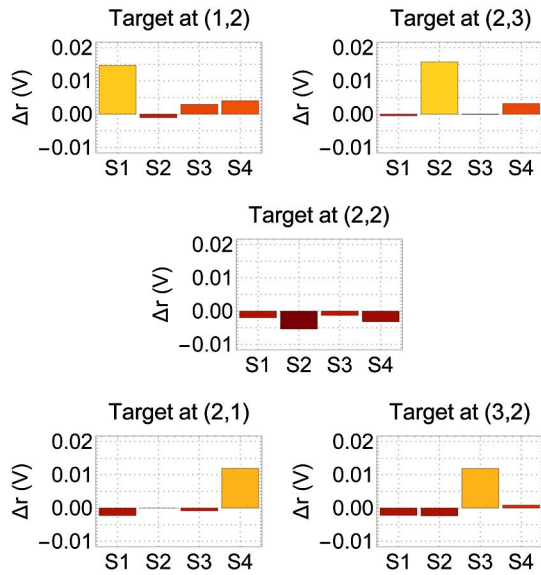 Target at (1,2)
Target at (2,3)
0.02
0.01
0.00
−0.01
Δr (V)
S1 S2 S3 S4
0.02
0.01
0.00
−0.01
Δr (V)
S1 S2 S3 S4
Target at (2,2)
0.02
0.01
0.00
−0.01
Δr (V)
S1 S2 S3 S4
Target at (2,1)
Target at (3,2)
0.02
0.01
0.00
−0.01
Δr (V)
S1 S2 S3 S4
0.02
0.01
0.00
−0.01
Δr (V)
S1 S2 S3 S4